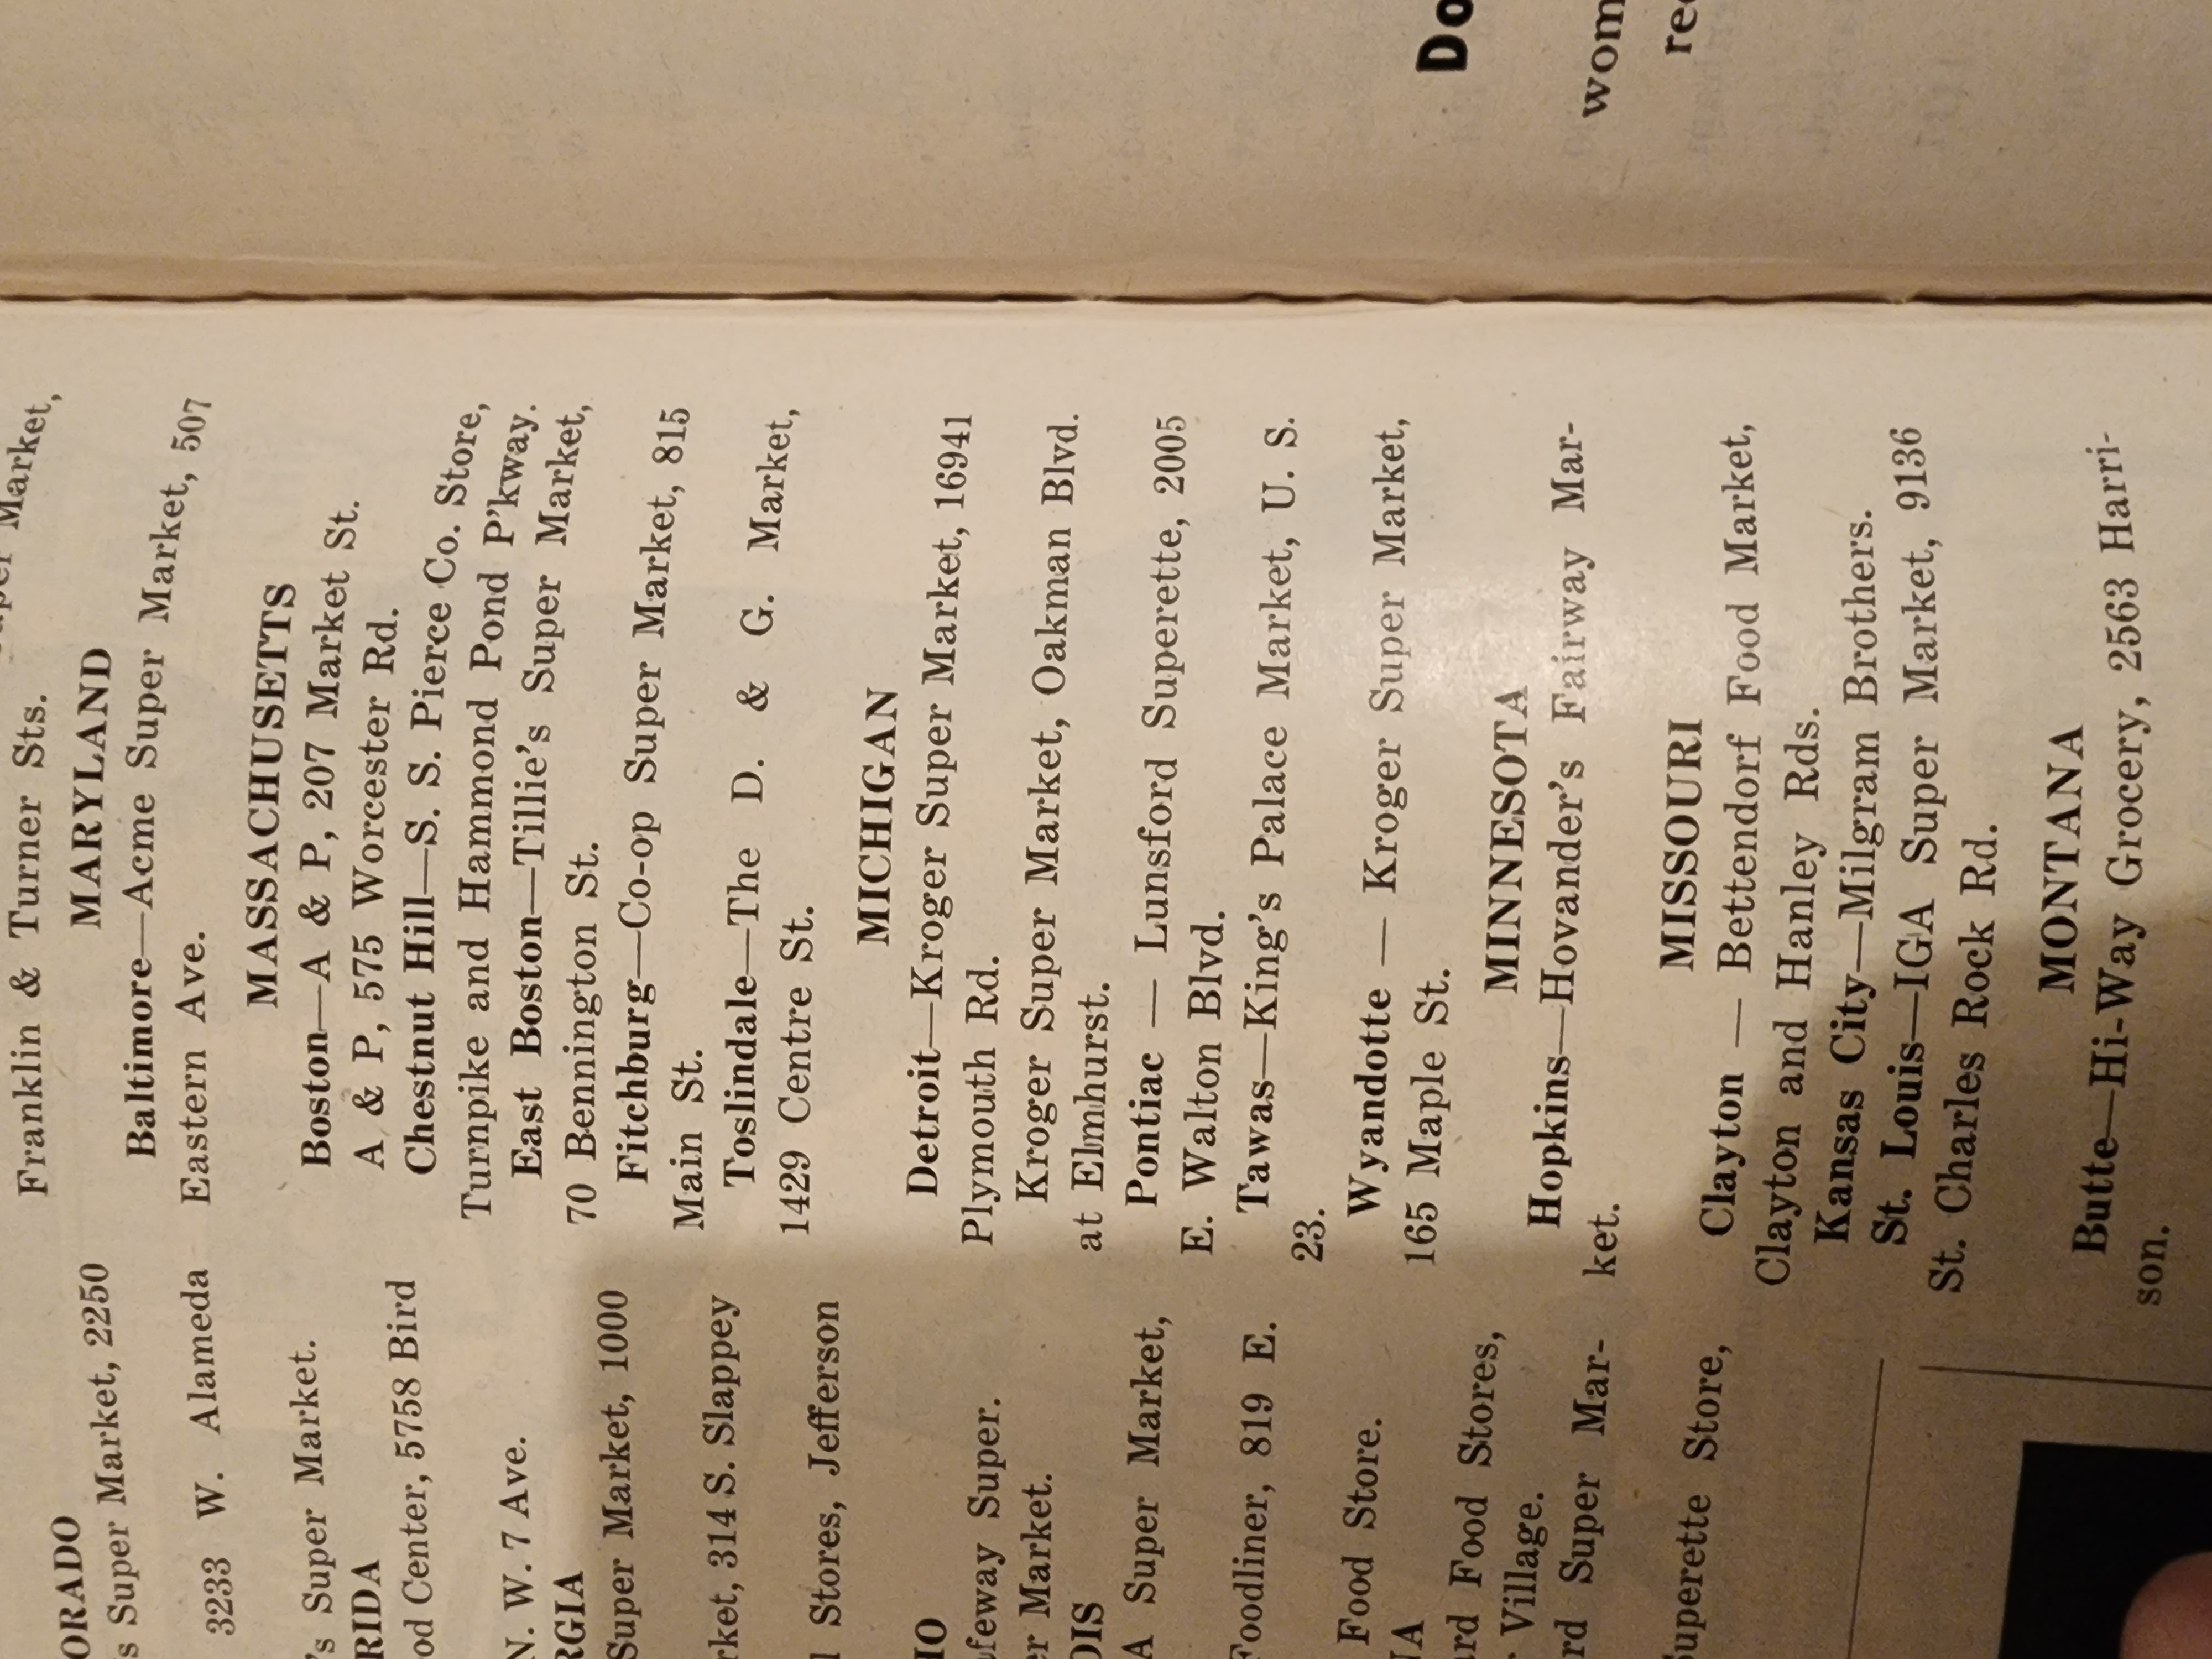 ORADO
s Super Market, 2250
3233 W. Alameda
's Super Market.
RIDA
od Center, 5758 Bird
N. W. 7 Ave.
RGIA
Super Market, 1000
rket, 314 S. Slappey
l Stores, Jefferson
IO
afeway Super.
er Market.
OIS
A Super Market,
Foodliner, 819 E.
Food Store.
NA
ard Food Stores,
r Village.
rd Super Mar-
Superette Store,
Market,
Franklin & Turner Sts.
MARYLAND
Baltimore—Acme Super Market, 507
Eastern Ave.
MASSACHUSETTS
Boston—A & P, 207 Market St.
A & P, 575 Worcester Rd.
Chestnut Hill—S. S. Pierce Co. Store,
Turnpike and Hammond Pond P'kway.
East Boston—Tillie's Super Market,
70 Bennington St.
Fitchburg—Co-op Super Market, 815
Main St.
Toslindale—The D. & G. Market,
1429 Centre St.
MICHIGAN
Detroit—Kroger Super Market, 16941
Plymouth Rd.
Kroger Super Market, Oakman Blvd.
at Elmhurst.
Pontiac — Lunsford Superette, 2005
E. Walton Blvd.
Tawas—King's Palace Market, U. S.
23.
Wyandotte — Kroger Super Market,
165 Maple St.
MINNESOTA
Hopkins—Hovander's Fairway Mar-
ket.
MISSOURI
Clayton — Bettendorf Food Market,
Clayton and Hanley Rds.
Kansas City—Milgram Brothers.
St. Louis—IGA Super Market, 9136
St. Charles Rock Rd.
MONTANA
Butte—Hi-Way Grocery, 2563 Harri-
son.
Do
wom
rec